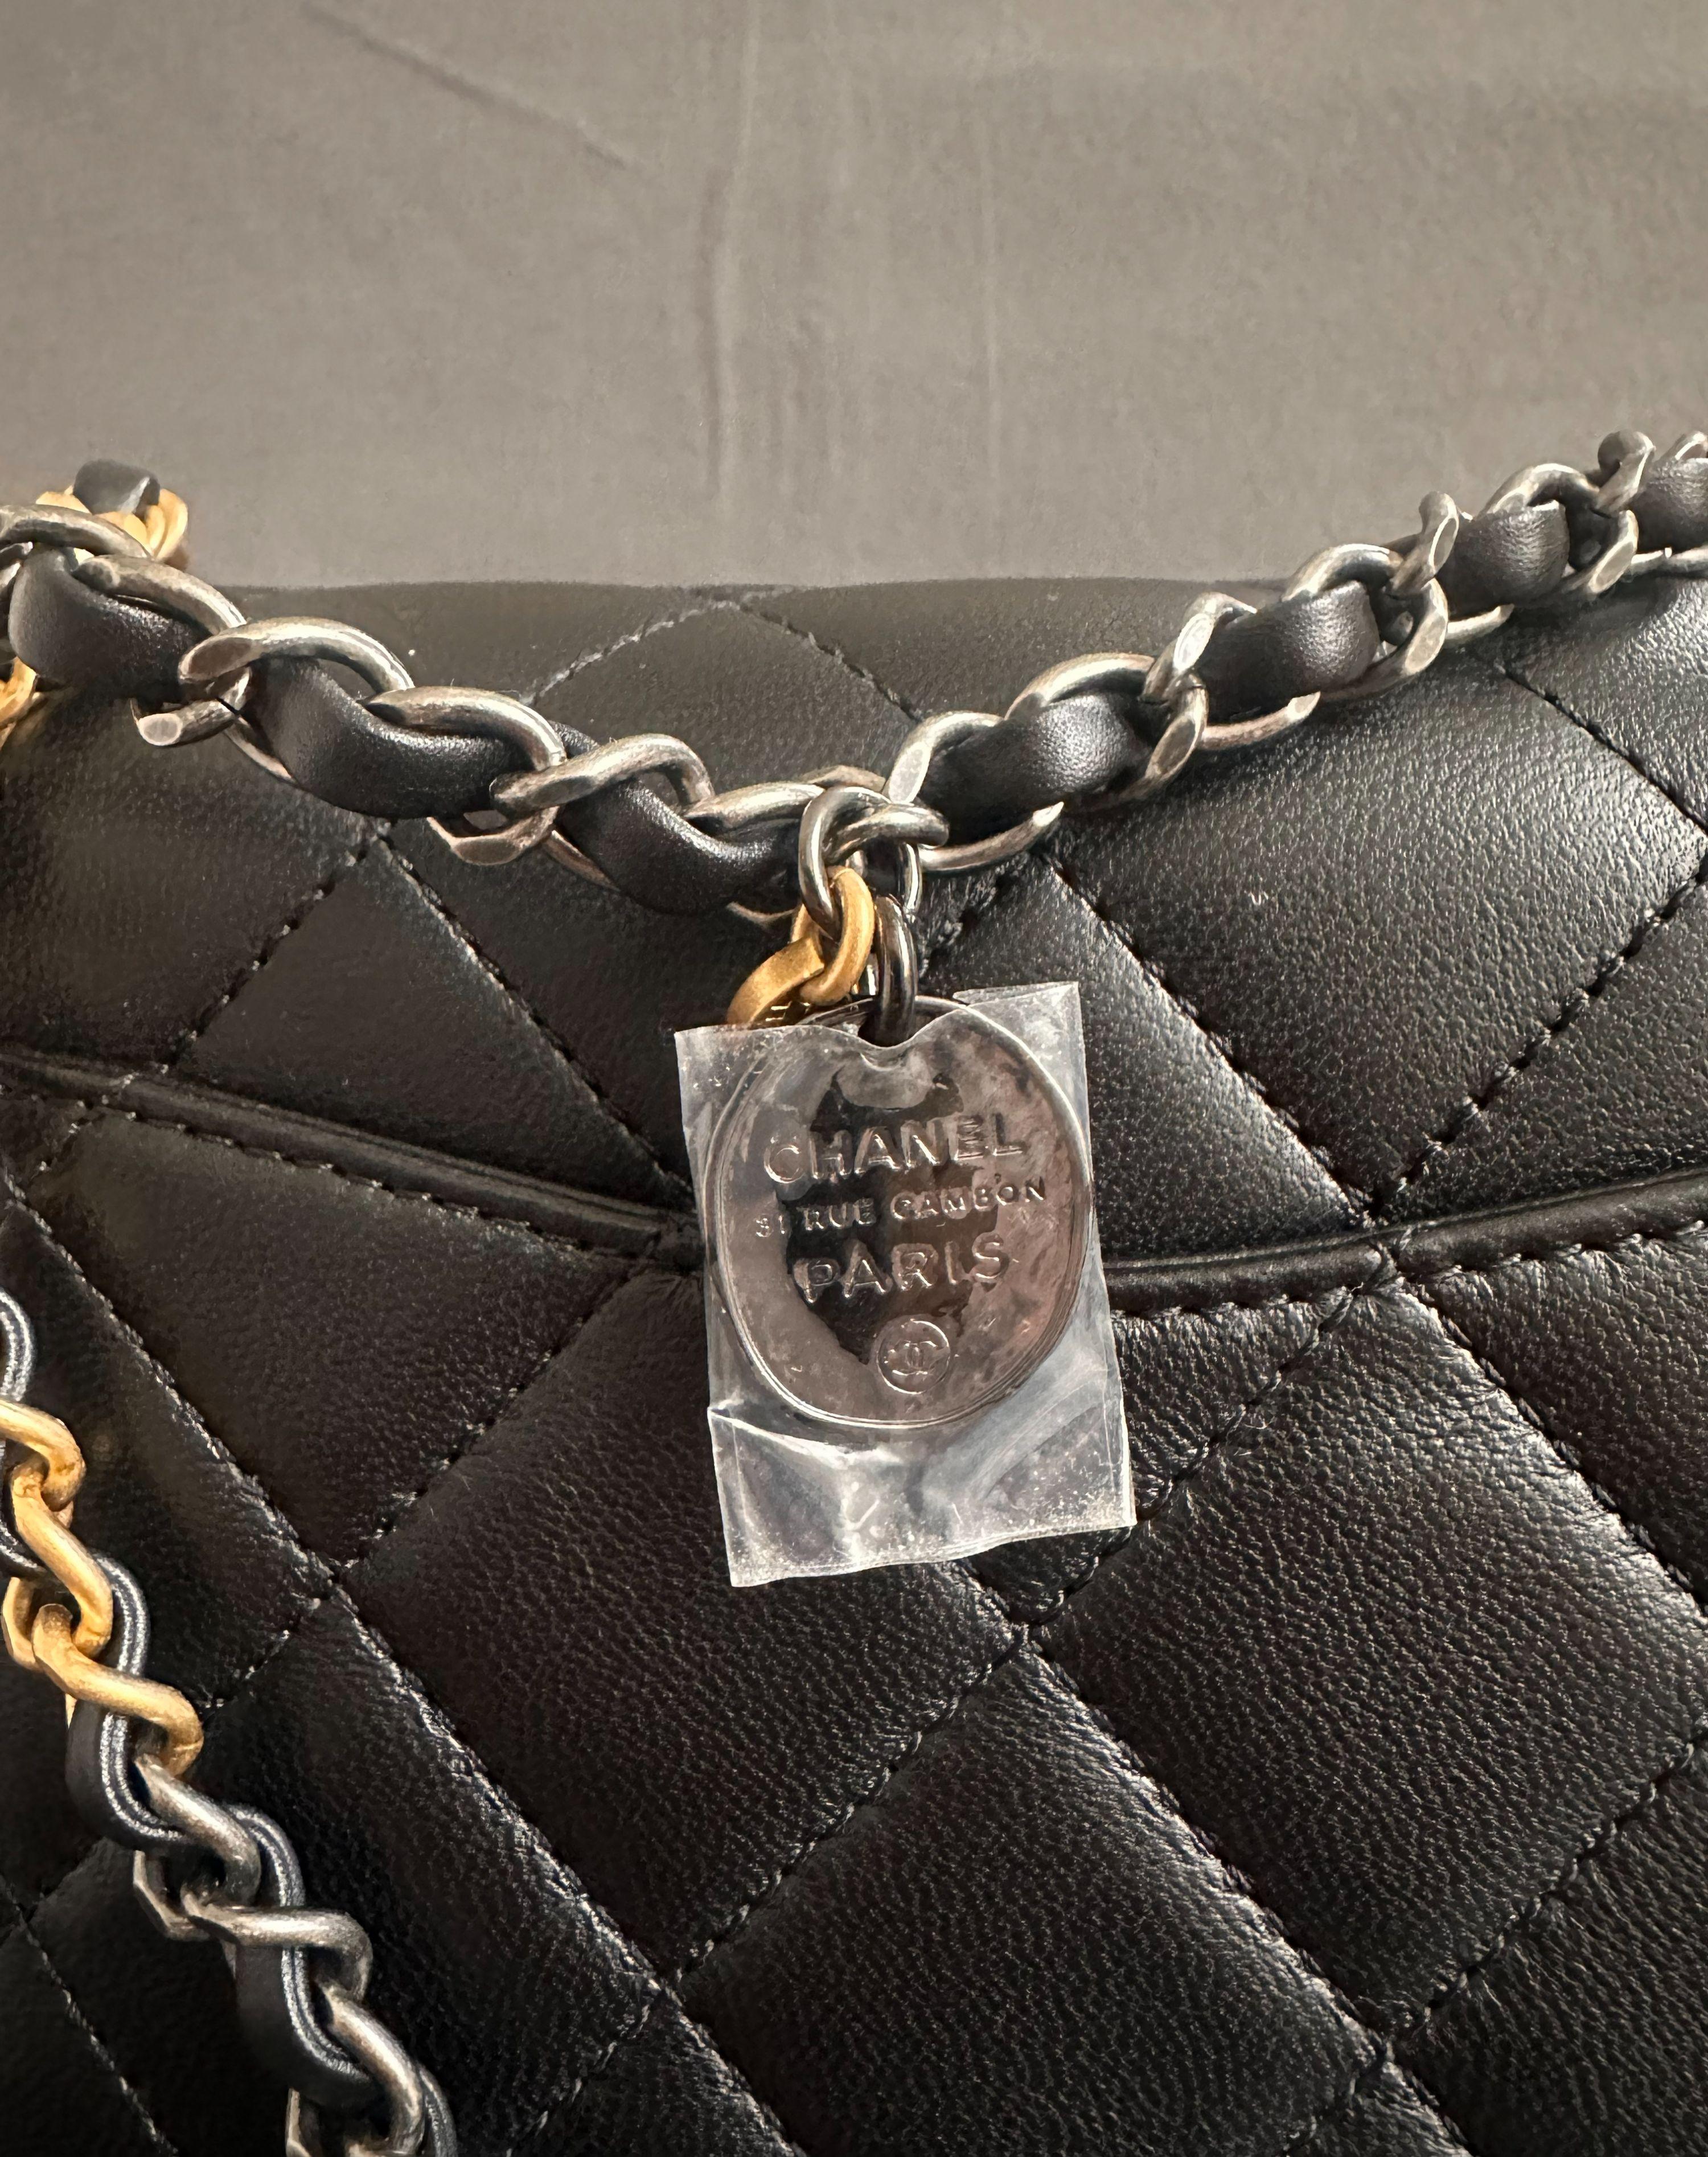 CHANEL
31 RUE CAMBON
PARIS